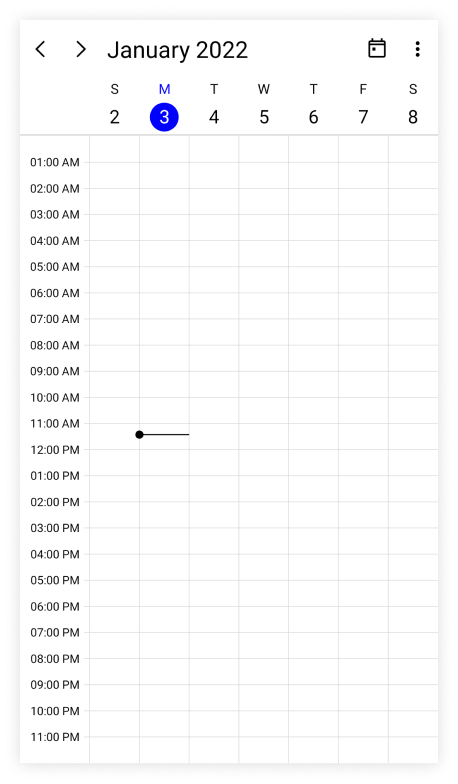 January 2022
S M T W T F S
2 3 4 5 6 7 8
01:00 AM
02:00 AM
03:00 AM
04:00 AM
05:00 AM
06:00 AM
07:00 AM
08:00 AM
09:00 AM
10:00 AM
11:00 AM
12:00 PM
01:00 PM
02:00 PM
03:00 PM
04:00 PM
05:00 PM
06:00 PM
07:00 PM
08:00 PM
09:00 PM
10:00 PM
11:00 PM